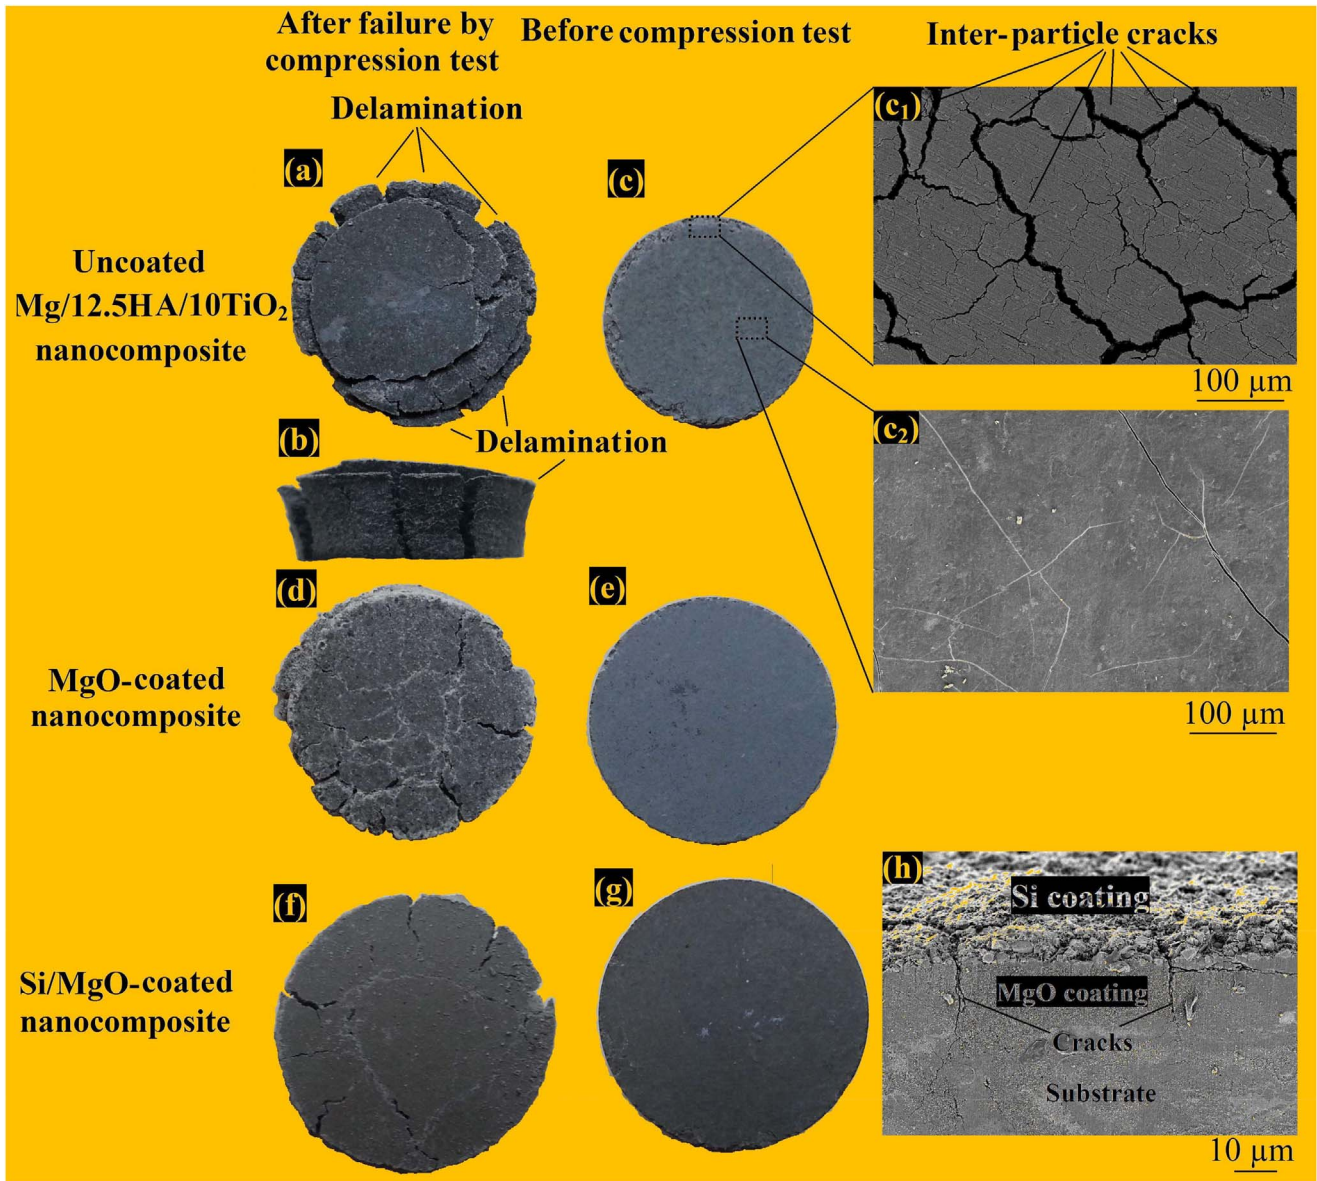 After failure by
compression test
Before compression test
Inter-particle cracks
Delamination
(a)
(c)
(c1)
Uncoated
Mg/12.5HA/10TiO2
nanocomposite
100 µm
(b)
Delamination
(c2)
(d)
(e)
MgO-coated
nanocomposite
100 µm
(f)
(g)
(h)
Si coating
Si/MgO-coated
nanocomposite
MgO coating
Cracks
Substrate
10 µm